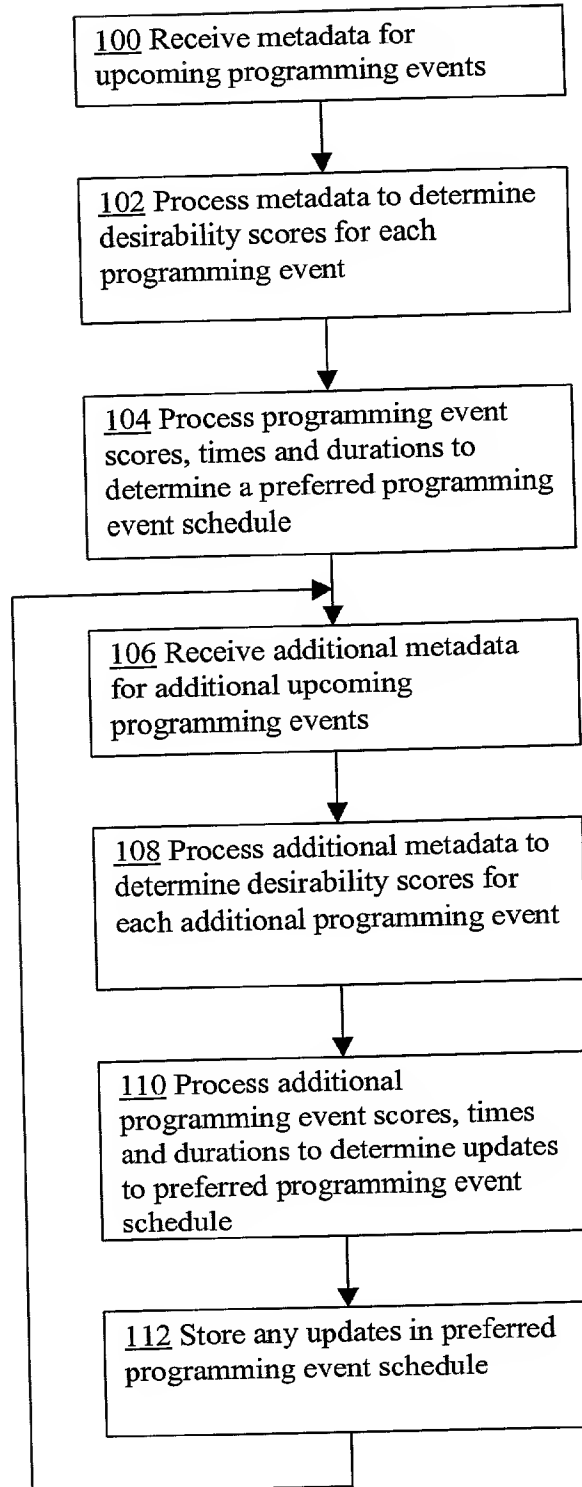 100 Receive metadata for
upcoming programming events
102 Process metadata to determine
desirability scores for each
programming event
104 Process programming event
scores, times and durations to
determine a preferred programming
event schedule
106 Receive additional metadata
for additional upcoming
programming events
108 Process additional metadata to
determine desirability scores for
each additional programming event
110 Process additional
programming event scores, times
and durations to determine updates
to preferred programming event
schedule
112 Store any updates in preferred
programming event schedule